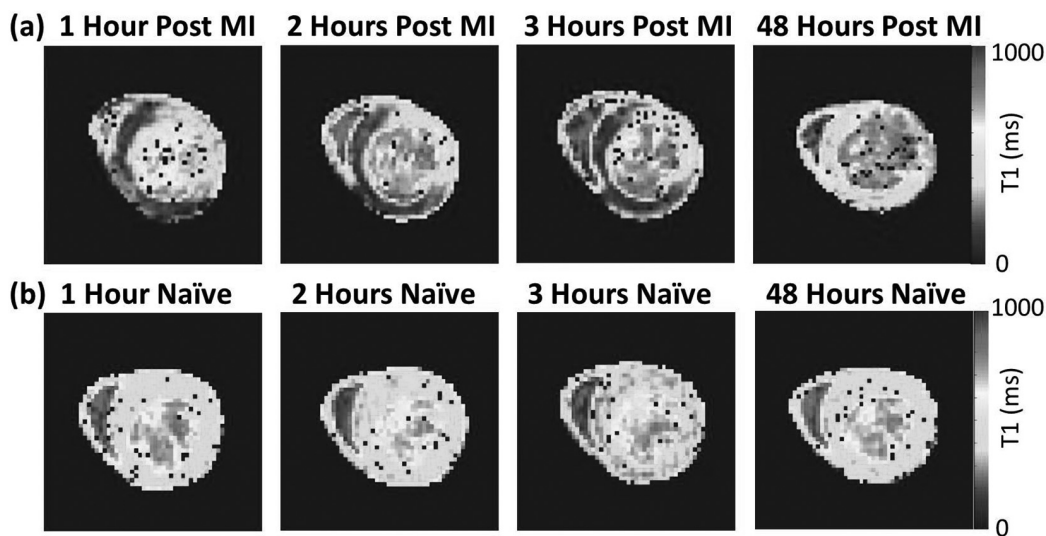 (a) 1 Hour Post MI 2 Hours Post MI 3 Hours Post MI 48 Hours Post MI
1000
T1 (ms)
0
(b) 1 Hour Naïve 2 Hours Naïve 3 Hours Naïve 48 Hours Naïve
1000
T1 (ms)
0